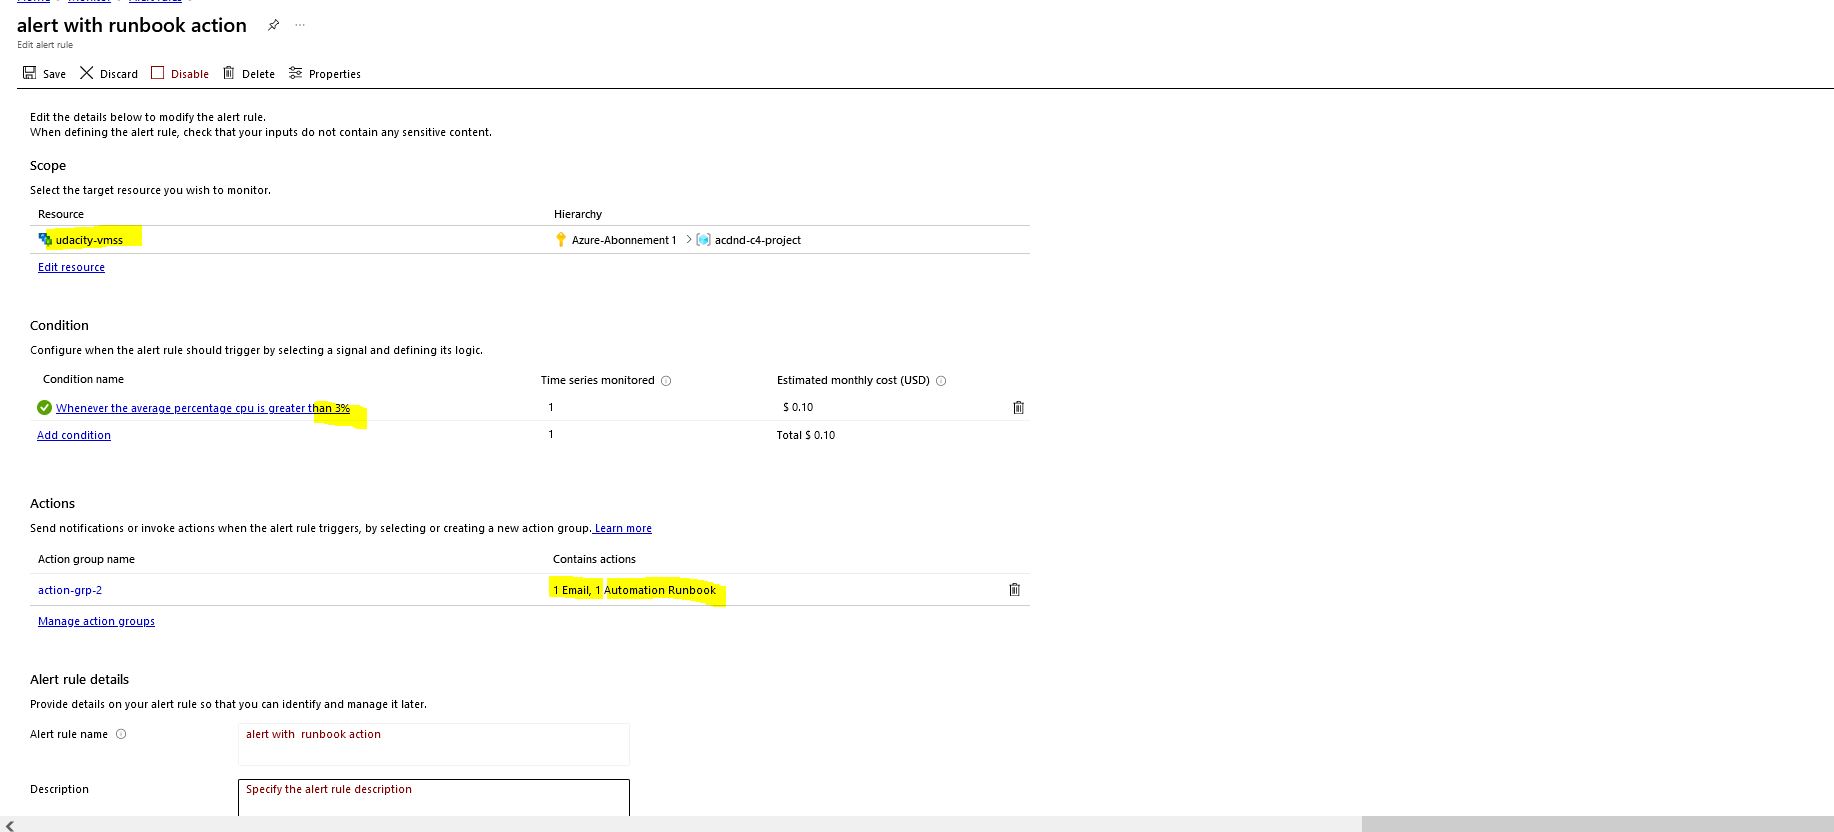 Home Monitor Alert rules
alert with runbook action ...
Edit alert rule
Save Discard Disable Delete Properties
Edit the details below to modify the alert rule.
When defining the alert rule, check that your inputs do not contain any sensitive content.
Scope
Select the target resource you wish to monitor.
Resource Hierarchy
udacity-vmss Azure-Abonnement 1 > acdnd-c4-project
Edit resource
Condition
Configure when the alert rule should trigger by selecting a signal and defining its logic.
Condition name Time series monitored Estimated monthly cost (USD)
Whenever the average percentage cpu is greater than 3% 1 $ 0.10
Add condition 1 Total $ 0.10
Actions
Send notifications or invoke actions when the alert rule triggers, by selecting or creating a new action group. Learn more
Action group name Contains actions
action-grp-2 1 Email, 1 Automation Runbook
Manage action groups
Alert rule details
Provide details on your alert rule so that you can identify and manage it later.
Alert rule name alert with  runbook action
Description Specify the alert rule description